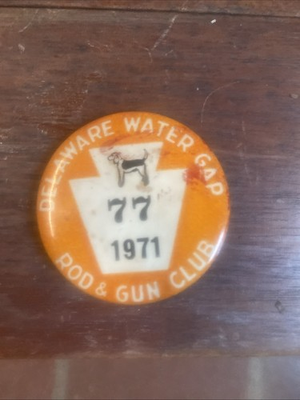 DELAWARE WATER GAP
77
1971
ROD & GUN CLUB